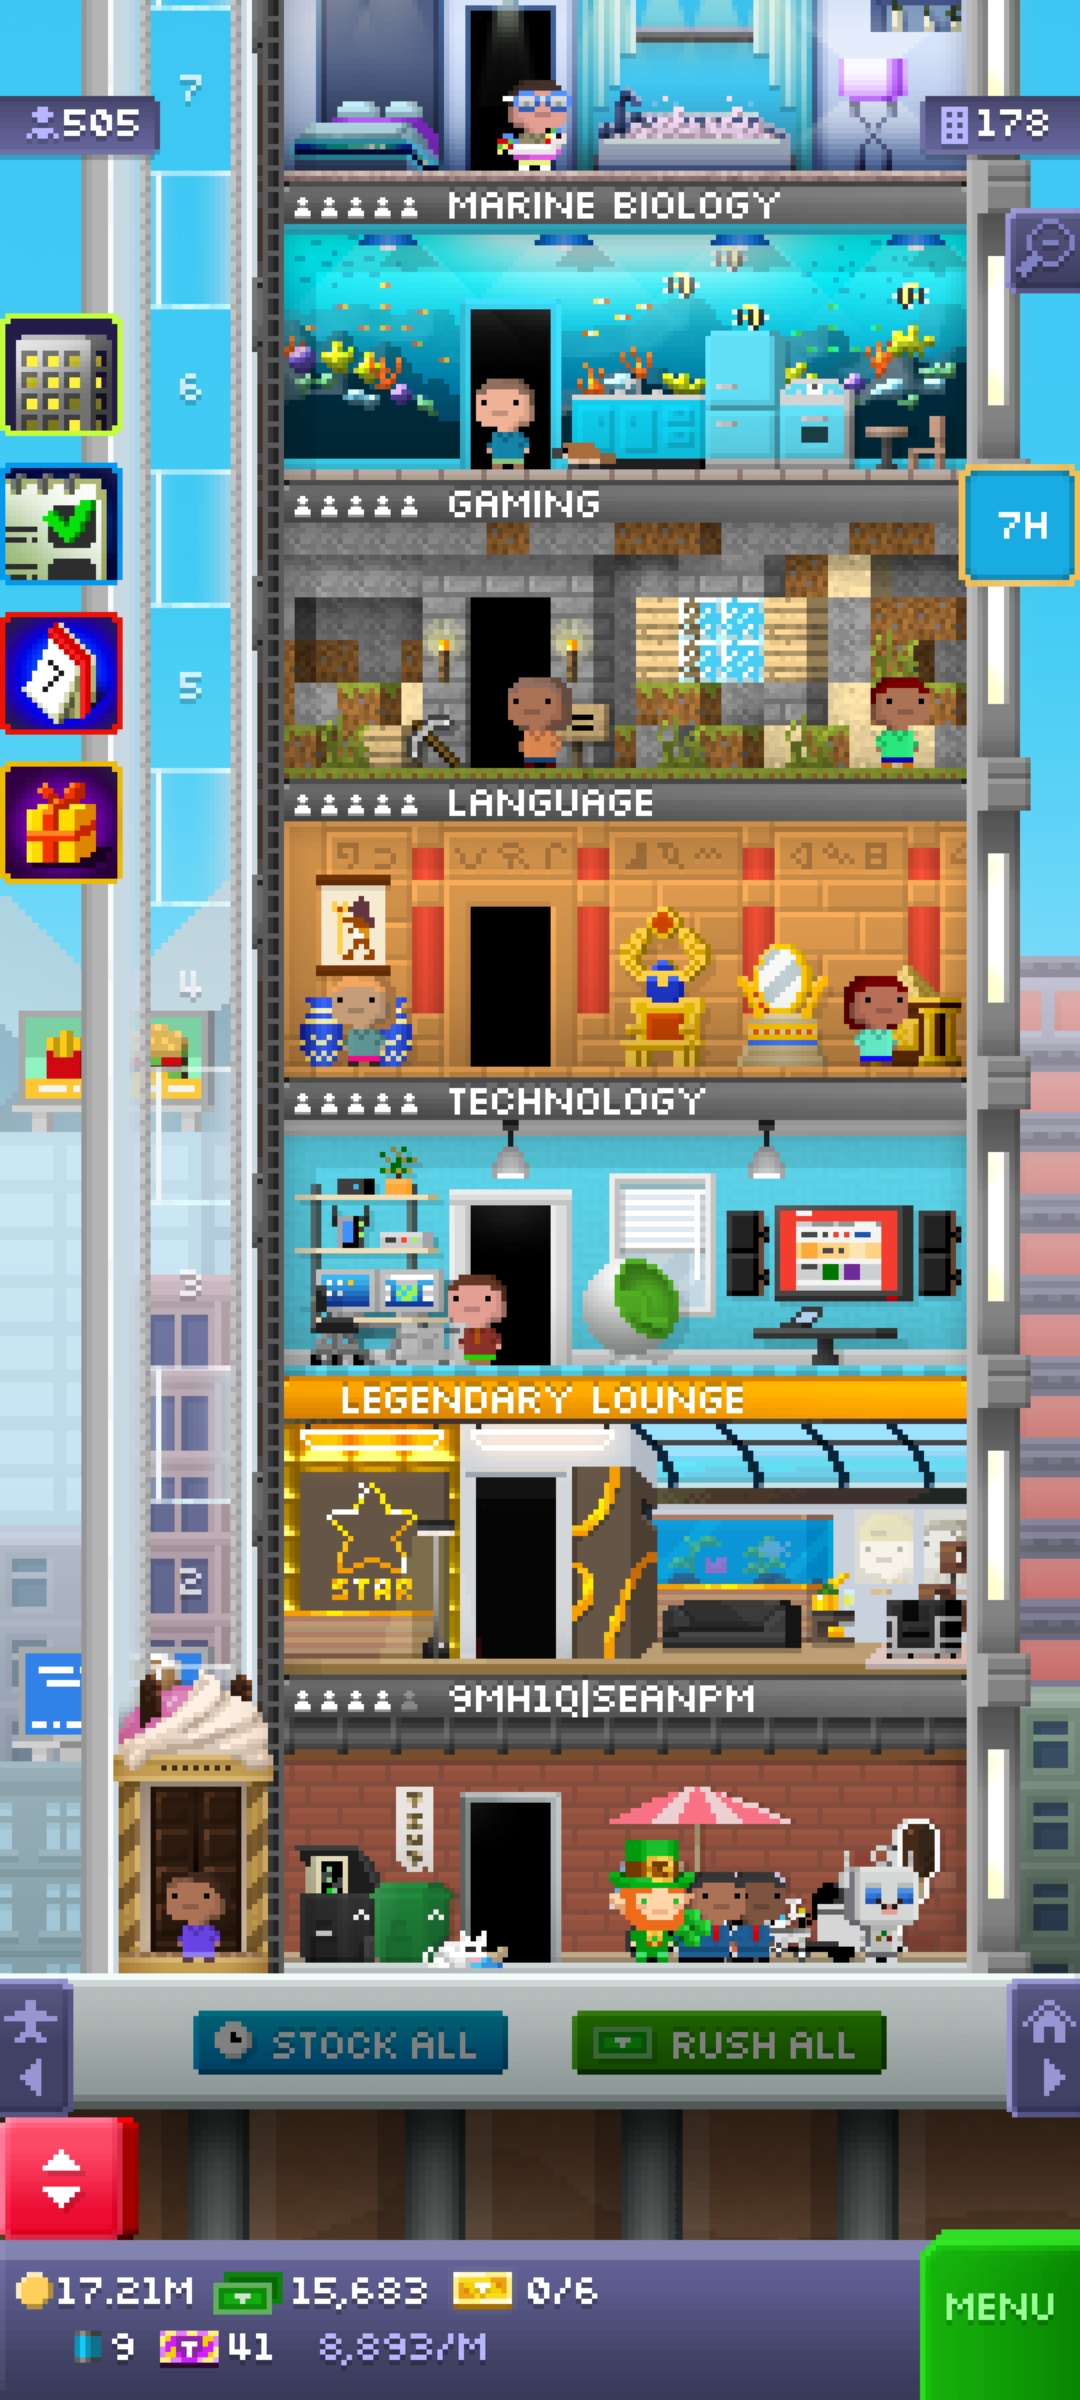 7
505
178
MARINE BIOLOGY
6
GAMING
7H
5
LANGUAGE
4
TECHNOLOGY
3
LEGENDARY LOUNGE
STAR
2
9MH1Q|SEANPM
STOCK ALL
RUSH ALL
17.21M
15,683
0/6
MENU
9
41
8,893/M